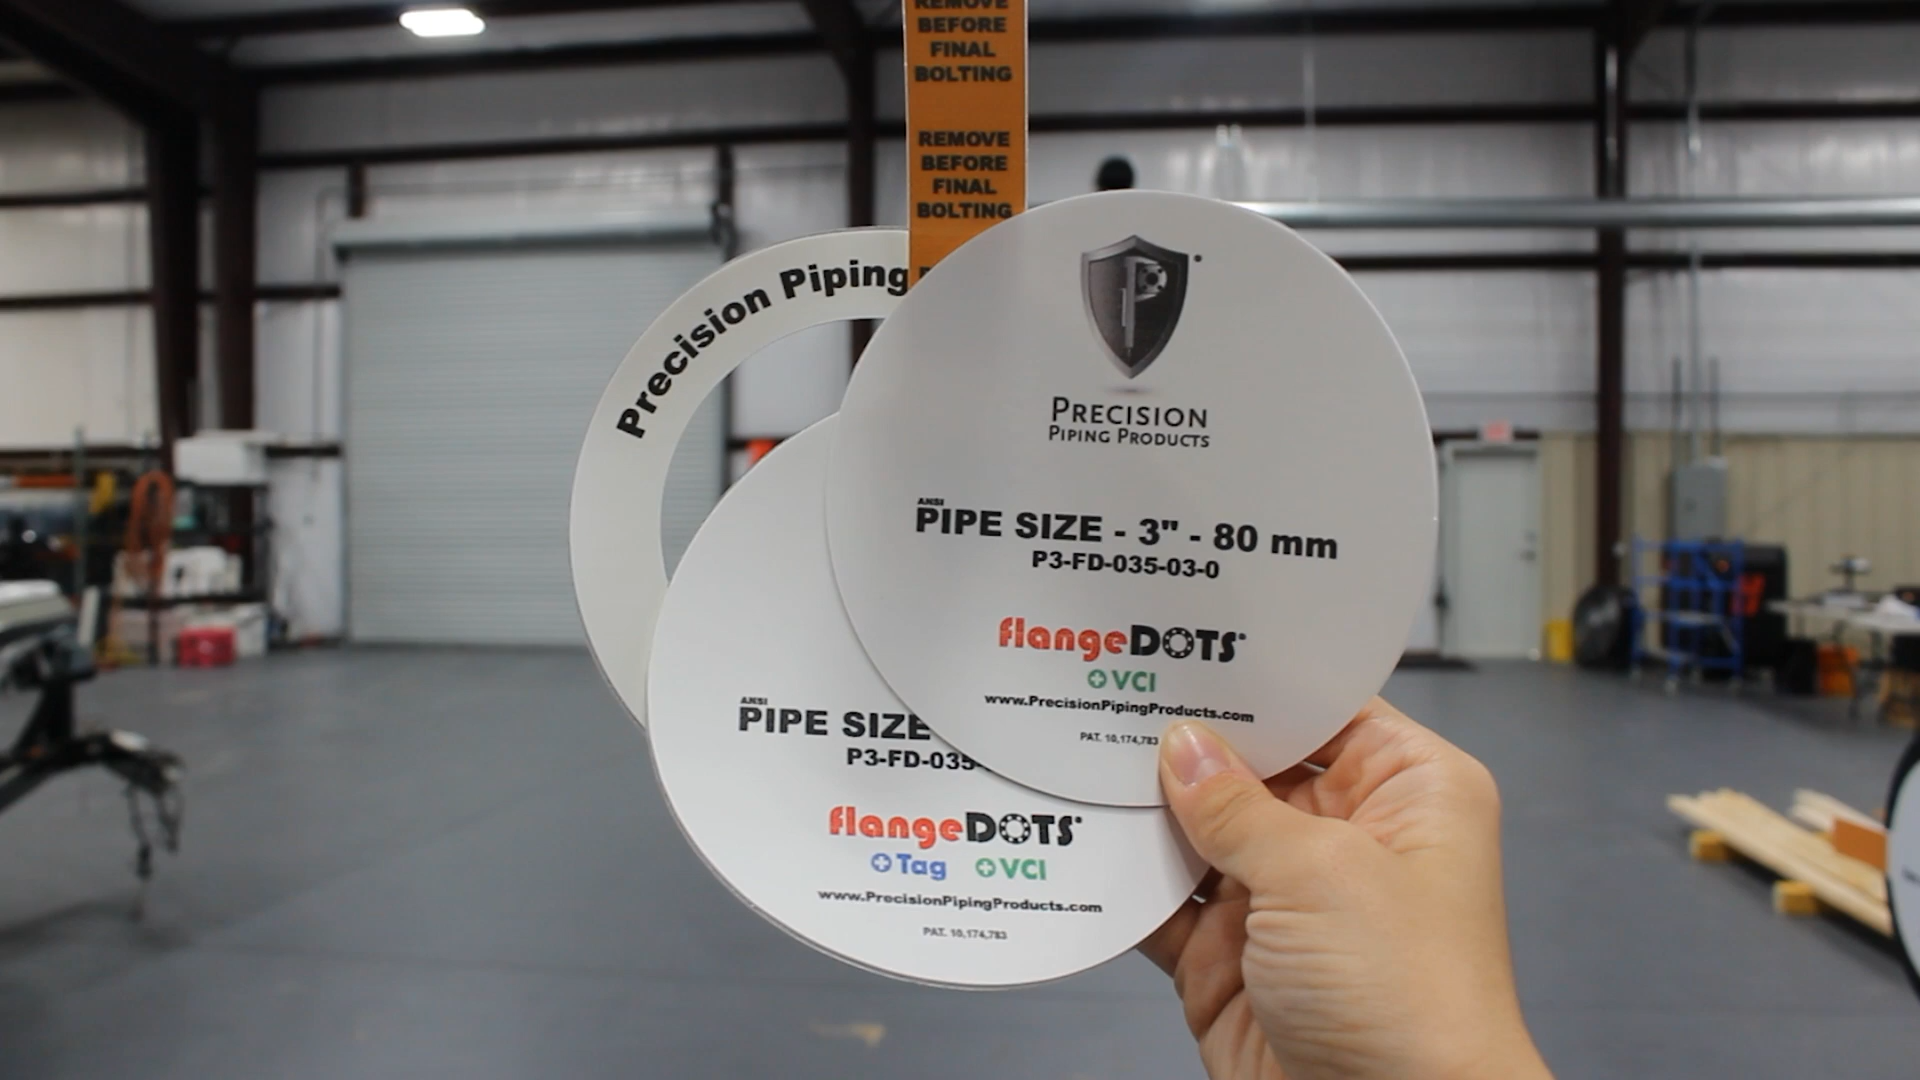 REMOVE
BEFORE
FINAL
BOLTING
REMOVE
BEFORE
FINAL
BOLTING
Precision Piping
PRECISION
PIPING PRODUCTS
ANSI
PIPE SIZE - 3" - 80 mm
P3-FD-035-03-0
flangeDOTS
VCI
www.PrecisionPipingProducts.com
PAT. 10,174,783
ANSI
PIPE SIZE
P3-FD-035-
flangeDOTS
Tag VCI
www.PrecisionPipingProducts.com
PAT. 10,174,783